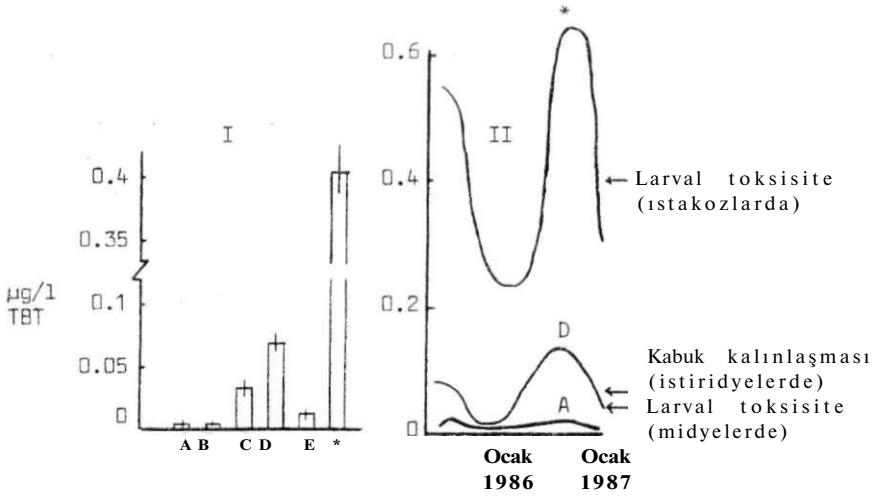 I
0.4
0.35
µg/l
TBT
0.1
0.05
0
A B C D E *
*
0.6
II
0.4
Larval toksisite
(ıstakozlarda)
0.2
D
Kabuk kalınlaşması
(istiridyelerde)
A
Larval toksisite
(midyelerde)
0
Ocak
1986
Ocak
1987